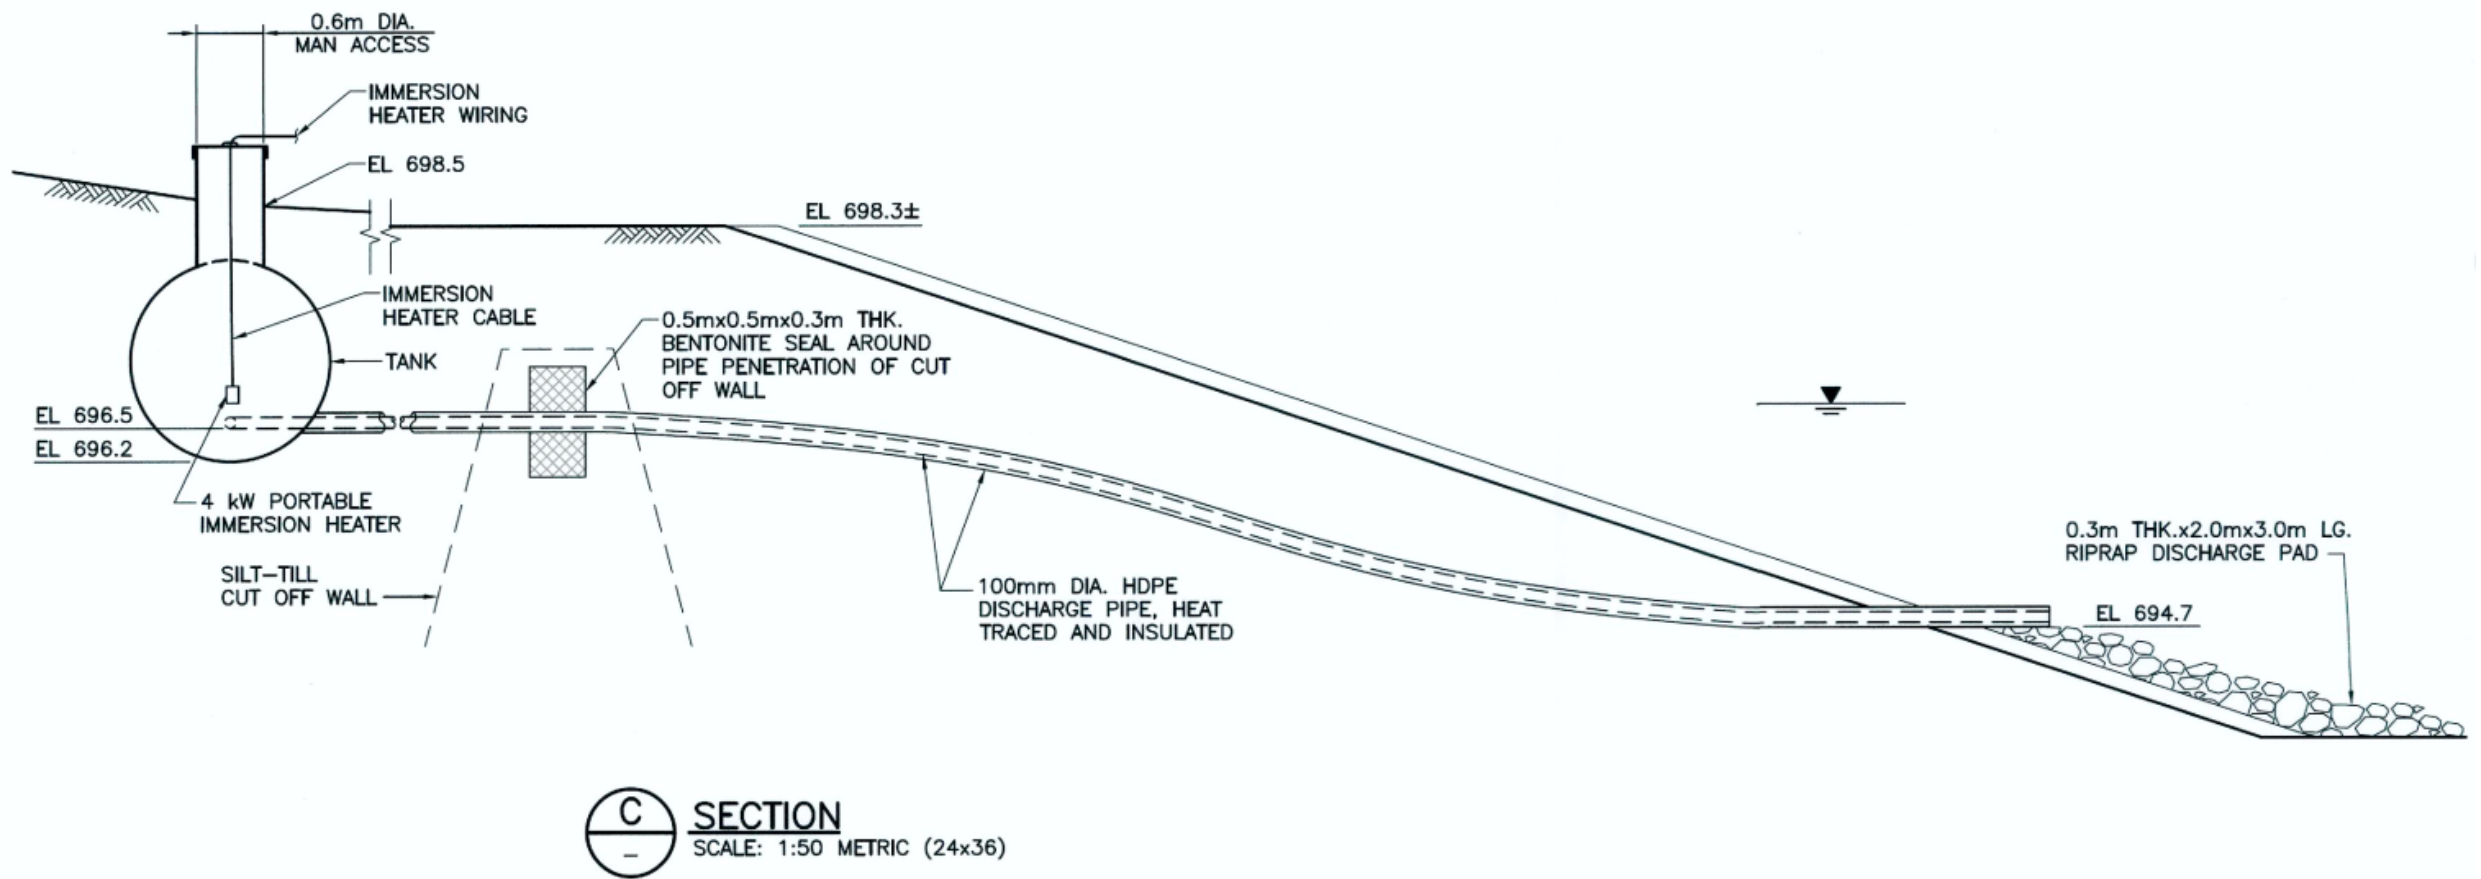 0.6m DIA.
MAN ACCESS
IMMERSION
HEATER WIRING
EL 698.5
EL 698.3±
IMMERSION
HEATER CABLE
TANK
0.5mx0.5mx0.3m THK.
BENTONITE SEAL AROUND
PIPE PENETRATION OF CUT
OFF WALL
EL 696.5
EL 696.2
4 kW PORTABLE
IMMERSION HEATER
SILT-TILL
CUT OFF WALL
100mm DIA. HDPE
DISCHARGE PIPE, HEAT
TRACED AND INSULATED
0.3m THK.x2.0mx3.0m LG.
RIPRAP DISCHARGE PAD
EL 694.7
C
–
SECTION
SCALE: 1:50 METRIC (24x36)